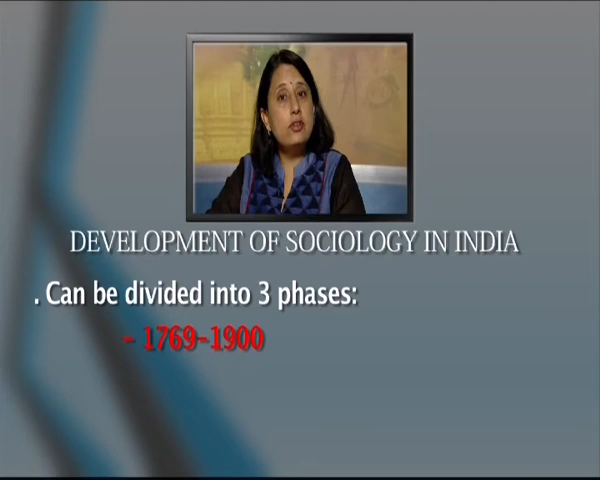 DEVELOPMENT OF SOCIOLOGY IN INDIA
. Can be divided into 3 phases:
- 1769-1900